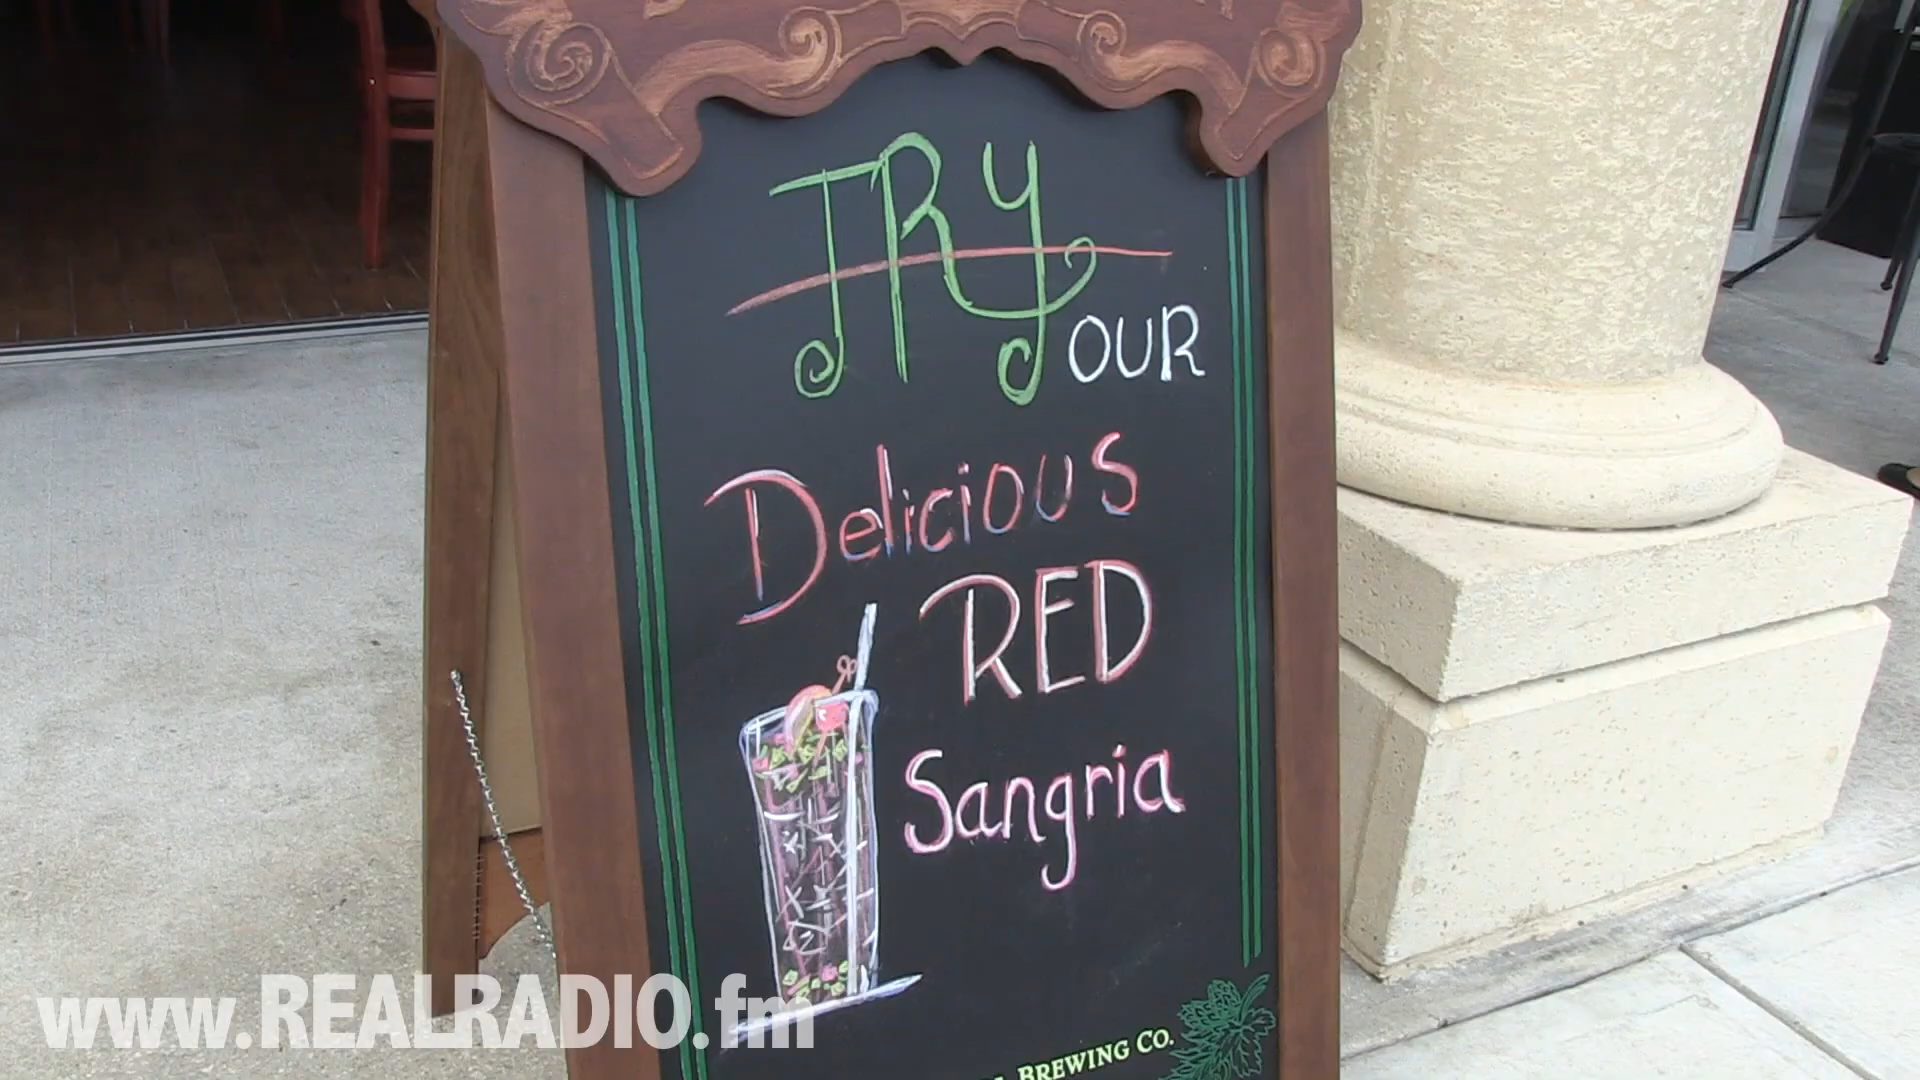 TRY
OUR
Delicious
RED
Sangria
BREWING CO.
www.REALRADIO.fm